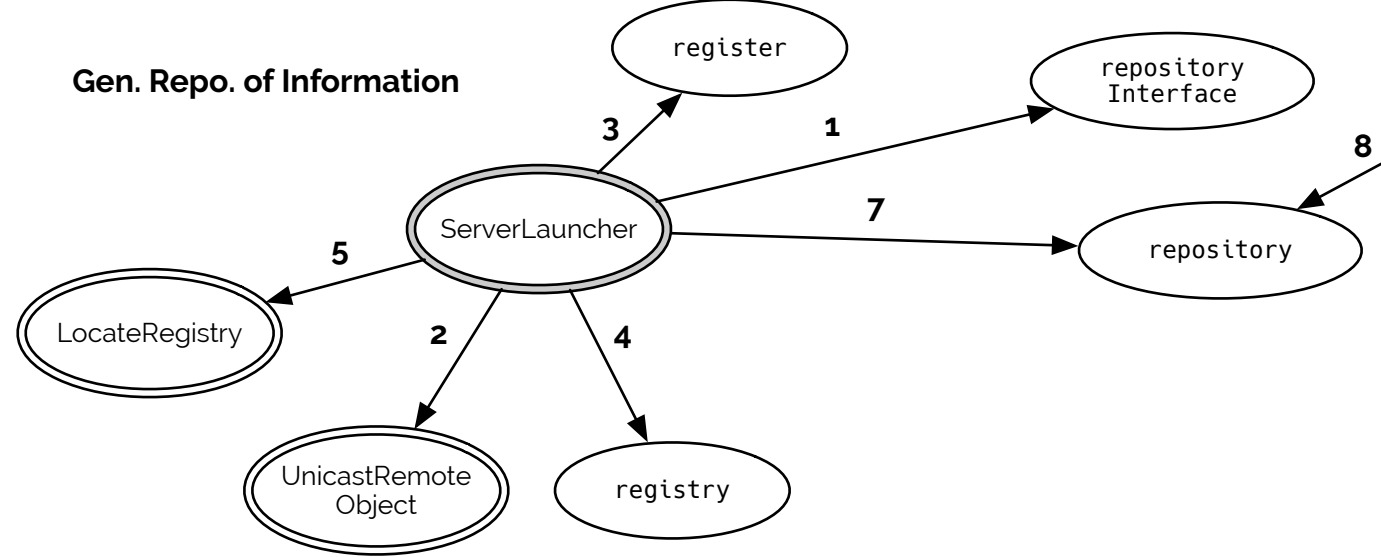 register
Gen. Repo. of Information
repository
Interface
3
1
8
7
ServerLauncher
repository
5
LocateRegistry
2
4
UnicastRemote
Object
registry